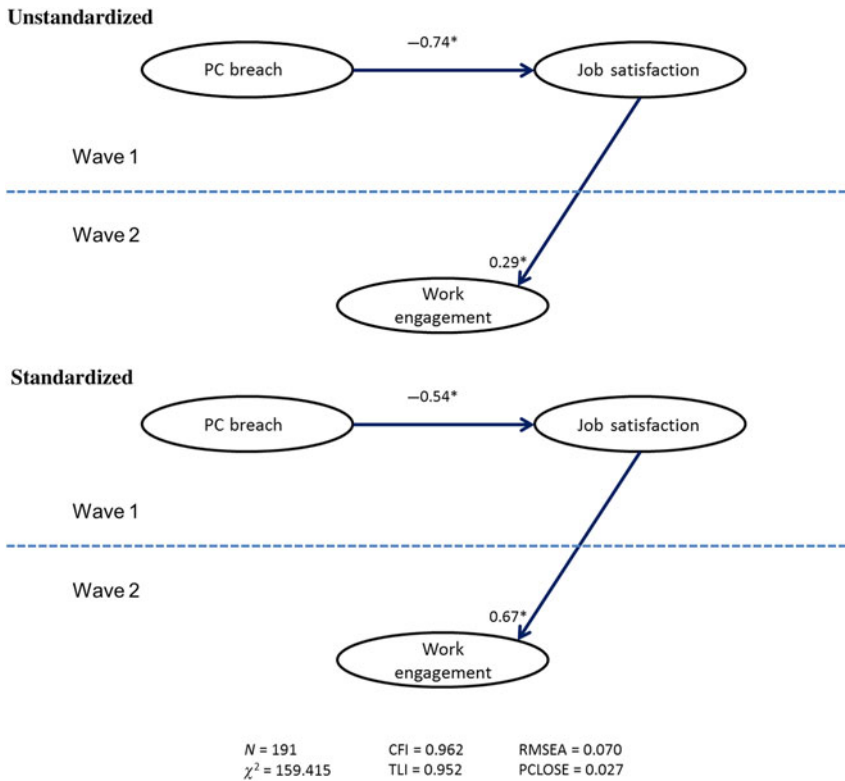 Unstandardized
—0.74*
PC breach
Job satisfaction
Wave 1
Wave 2
0.29*
Work
engagement
Standardized
—0.54*
PC breach
Job satisfaction
Wave 1
Wave 2
0.67*
Work
engagement
N = 191 CFI = 0.962 RMSEA = 0.070
χ² = 159.415 TLI = 0.952 PCLOSE = 0.027